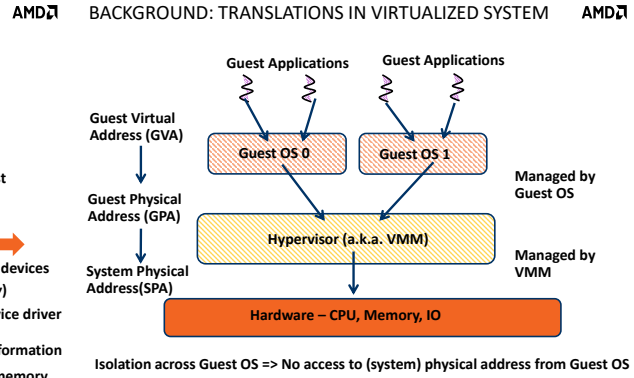 AMD
BACKGROUND: TRANSLATIONS IN VIRTUALIZED SYSTEM
AMD
Guest Applications
Guest Applications
Guest Virtual
Address (GVA)
Guest OS 0
Guest OS 1
st
Managed by
Guest OS
Guest Physical
Address (GPA)
Hypervisor (a.k.a. VMM)
Managed by
VMM
devices
y)
System Physical
Address(SPA)
vice driver
Hardware – CPU, Memory, IO
formation
Isolation across Guest OS => No access to (system) physical address from Guest OS
memory